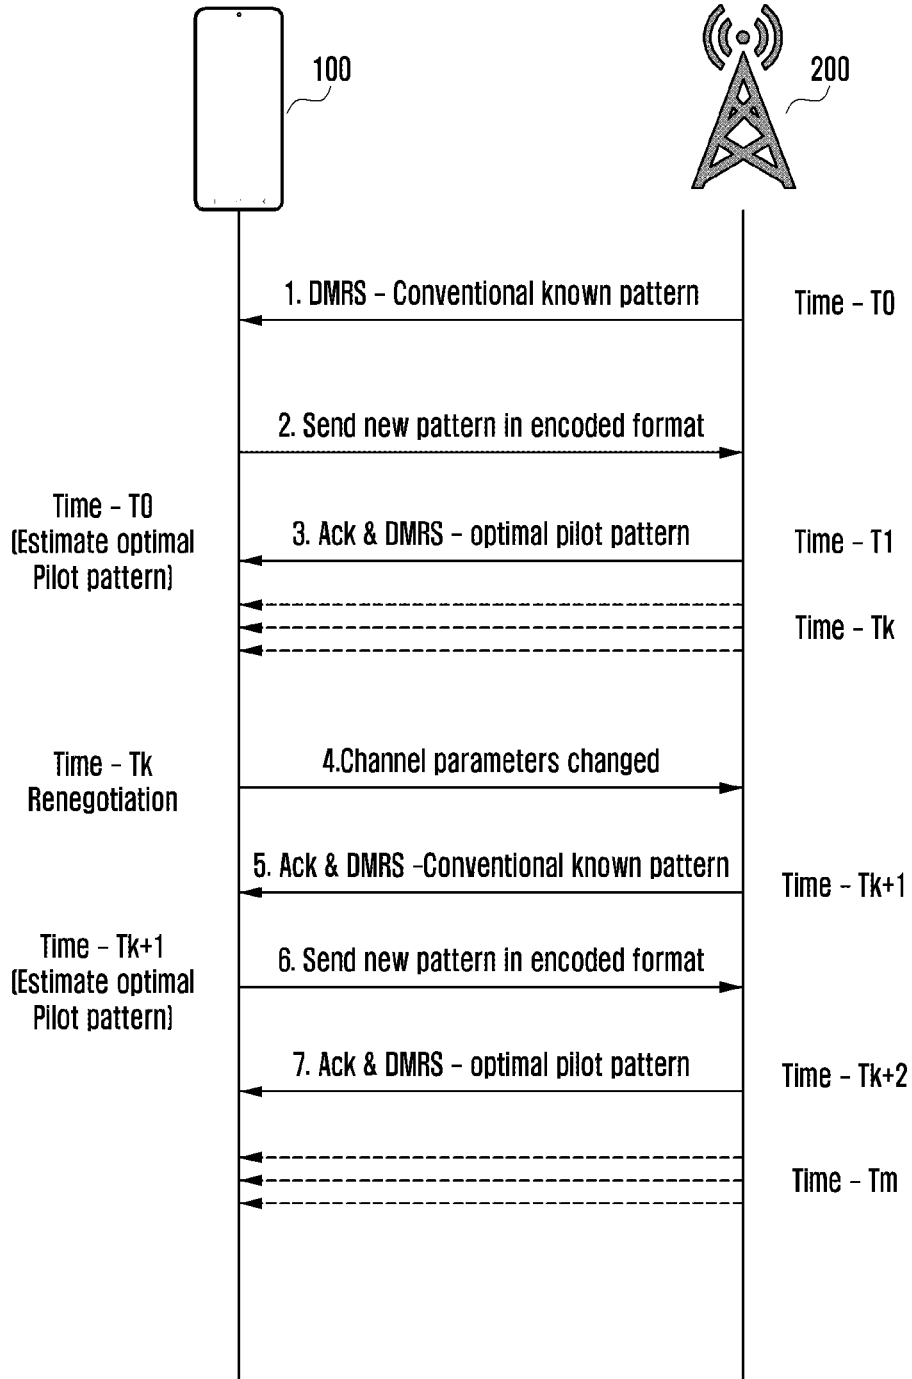 100
200
1. DMRS – Conventional known pattern
Time – T0
2. Send new pattern in encoded format
Time – T0
(Estimate optimal
Pilot pattern)
3. Ack & DMRS – optimal pilot pattern
Time – T1
Time – Tk
Time – Tk
Renegotiation
4.Channel parameters changed
5. Ack & DMRS –Conventional known pattern
Time – Tk+1
Time – Tk+1
(Estimate optimal
Pilot pattern)
6. Send new pattern in encoded format
7. Ack & DMRS – optimal pilot pattern
Time – Tk+2
Time – Tm